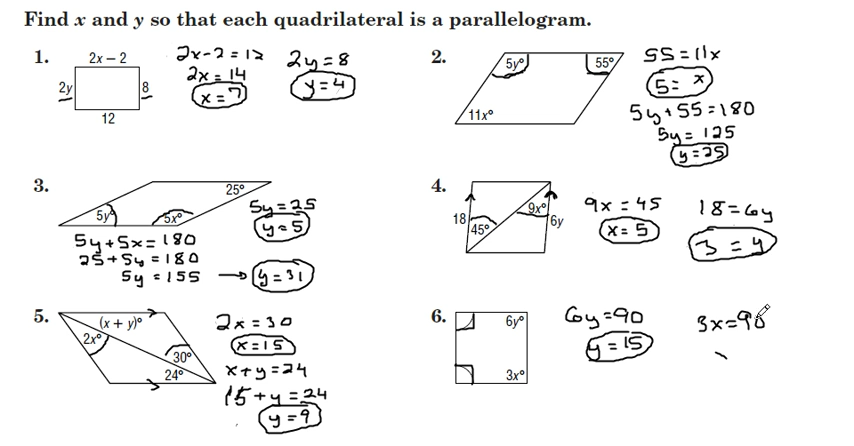 Find x and y so that each quadrilateral is a parallelogram.
1.
2x – 2
2y
8
12
2x-2=12
2x=14
x=7
2y=8
y=4
2.
5y°
55°
11x°
55=11x
5=x
5y+55=180
5y=125
y=25
3.
25°
5y°
5x°
5y=25
y=5
5y+5x=180
25+5y=180
5y=155
y=31
4.
18
45°
9x°
6y
9x=45
x=5
18=6y
3=y
5.
(x + y)°
2x°
30°
24°
2x=30
x=15
x+y=24
15+y=24
y=9
6.
6y°
3x°
6y=90
y=15
3x=90